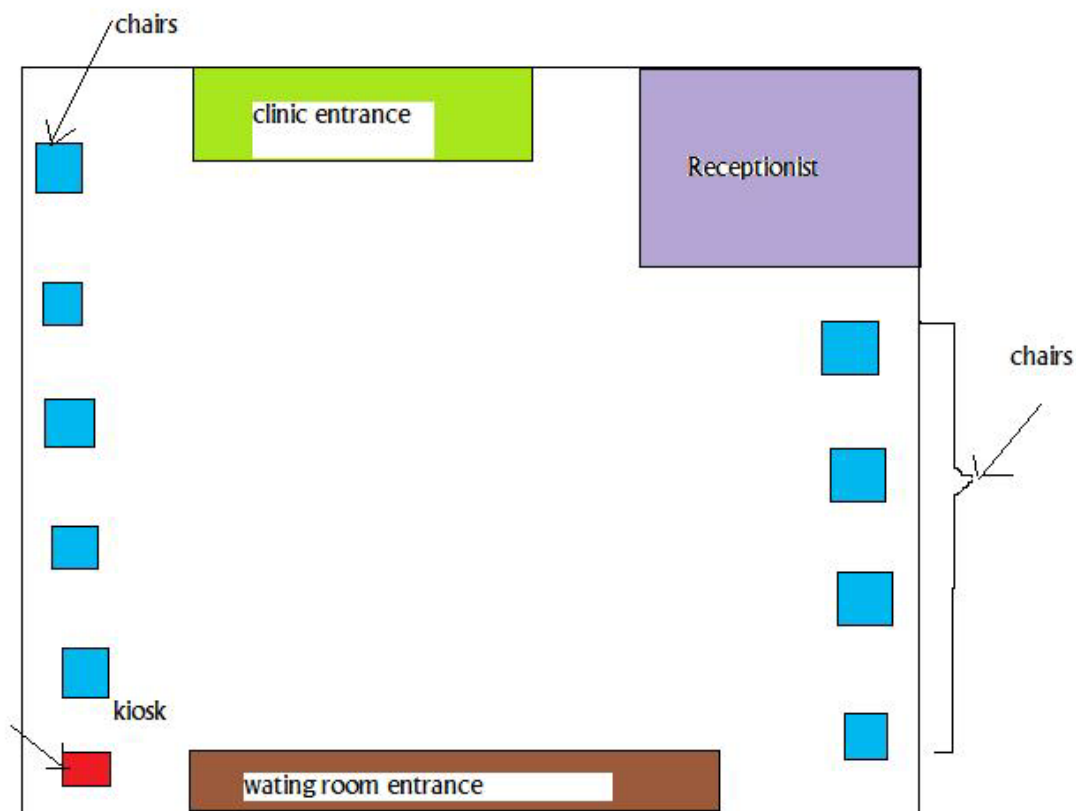 chairs
clinic entrance
Receptionist
chairs
kiosk
wating room entrance